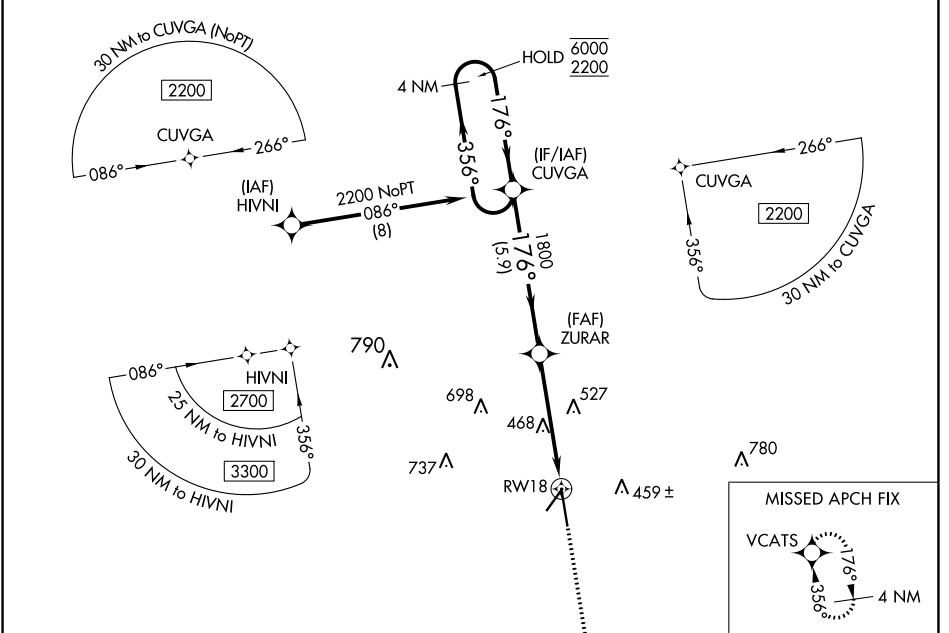 30 NM to CUVGA (NoPT)
2200
CUVGA
086°
266°
HOLD 6000
2200
4 NM
176°
356°
(IF/IAF)
CUVGA
(IAF)
HIVNI
2200 NoPT
086°
(8)
CUVGA
266°
2200
356°
30 NM to CUVGA
1800
176°
(5.9)
(FAF)
ZURAR
086°
HIVNI
2700
25 NM to HIVNI
356°
3300
30 NM to HIVNI
790
698
527
468
737
780
RW18
459 ±
MISSED APCH FIX
VCATS
176°
356°
4 NM